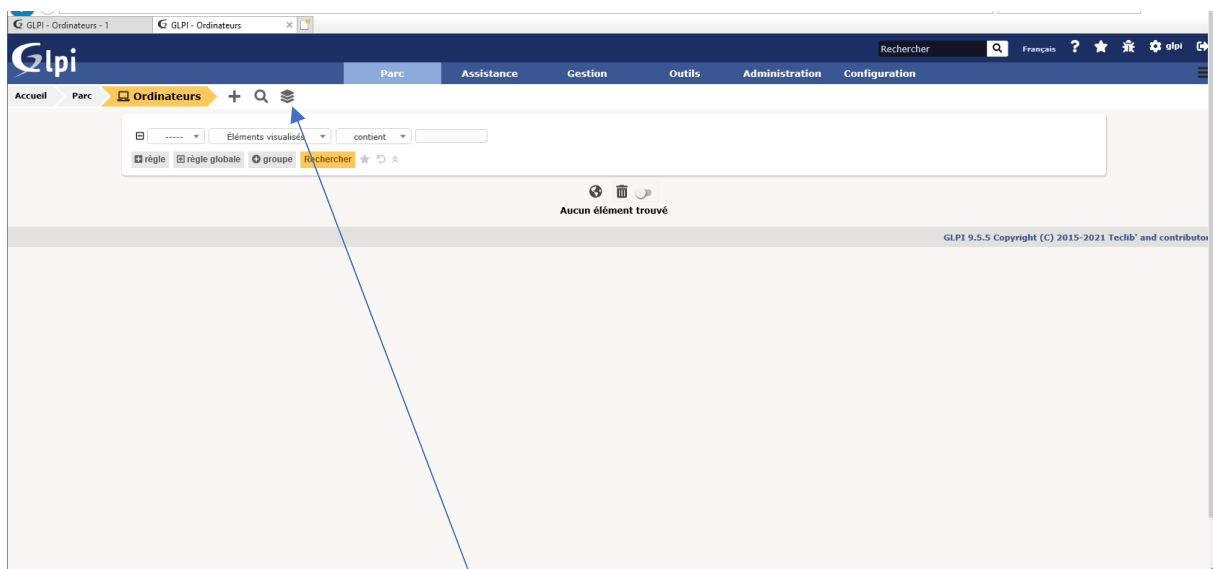 GLPI - Ordinateurs - 1 GLPI - Ordinateurs
Glpi
Rechercher Français ? glpi
Parc Assistance Gestion Outils Administration Configuration
Accueil Parc Ordinateurs
----- Éléments visualisés contient
règle règle globale groupe Rechercher
Aucun élément trouvé
GLPI 9.5.5 Copyright (C) 2015-2021 Teclib' and contributor